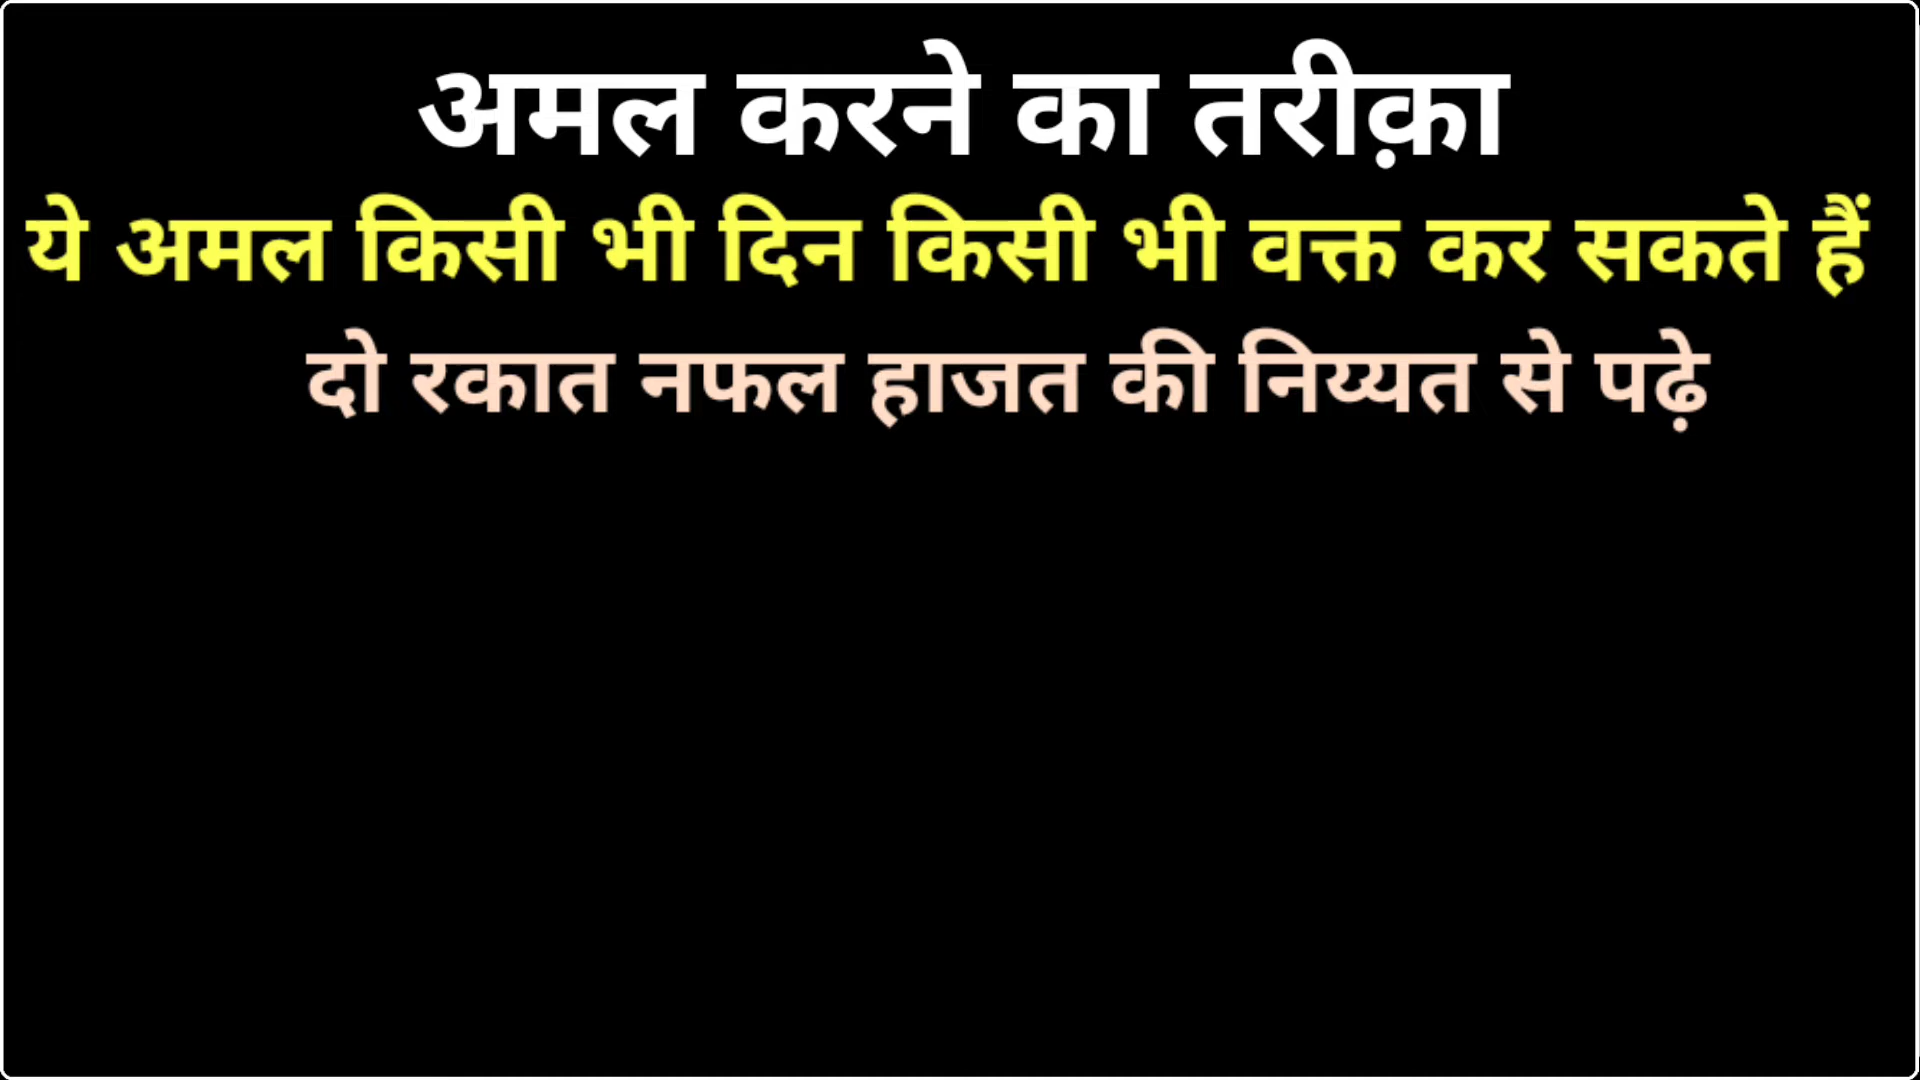 अमल करने का तरीक़ा
ये अमल किसी भी दिन किसी भी वक्त कर सकते हैं
दो रकात नफल हाजत की निय्यत से पढ़े